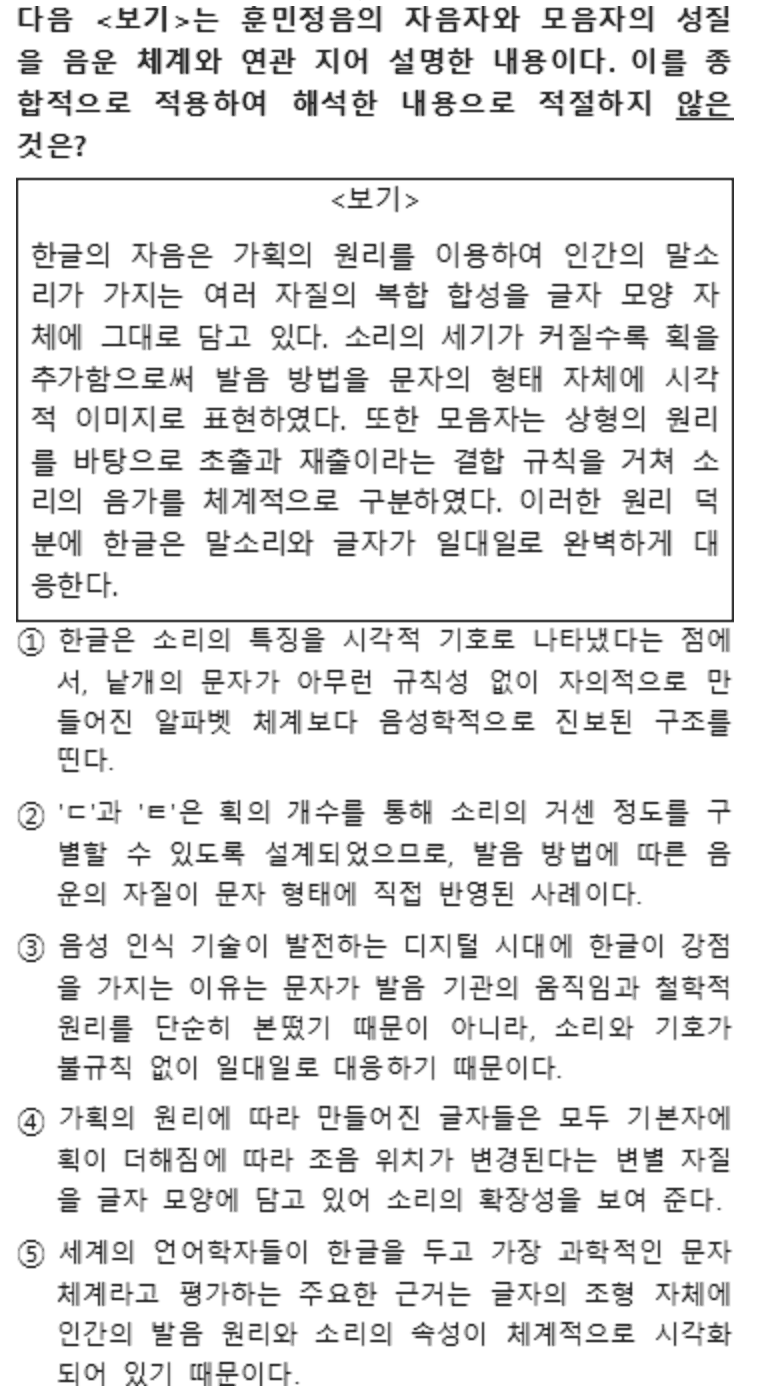 다음 <보기>는 훈민정음의 자음자와 모음자의 성질
을 음운 체계와 연관 지어 설명한 내용이다. 이를 종
합적으로 적용하여 해석한 내용으로 적절하지 않은
것은?
<보기>
한글의 자음은 가획의 원리를 이용하여 인간의 말소
리가 가지는 여러 자질의 복합 합성을 글자 모양 자
체에 그대로 담고 있다. 소리의 세기가 커질수록 획을
추가함으로써 발음 방법을 문자의 형태 자체에 시각
적 이미지로 표현하였다. 또한 모음자는 상형의 원리
를 바탕으로 초출과 재출이라는 결합 규칙을 거쳐 소
리의 음가를 체계적으로 구분하였다. 이러한 원리 덕
분에 한글은 말소리와 글자가 일대일로 완벽하게 대
응한다.
① 한글은 소리의 특징을 시각적 기호로 나타냈다는 점에
서, 낱개의 문자가 아무런 규칙성 없이 자의적으로 만
들어진 알파벳 체계보다 음성학적으로 진보된 구조를
띤다.
② 'ㄷ'과 'ㅌ'은 획의 개수를 통해 소리의 거센 정도를 구
별할 수 있도록 설계되었으므로, 발음 방법에 따른 음
운의 자질이 문자 형태에 직접 반영된 사례이다.
③ 음성 인식 기술이 발전하는 디지털 시대에 한글이 강점
을 가지는 이유는 문자가 발음 기관의 움직임과 철학적
원리를 단순히 본떴기 때문이 아니라, 소리와 기호가
불규칙 없이 일대일로 대응하기 때문이다.
④ 가획의 원리에 따라 만들어진 글자들은 모두 기본자에
획이 더해짐에 따라 조음 위치가 변경된다는 변별 자질
을 글자 모양에 담고 있어 소리의 확장성을 보여 준다.
⑤ 세계의 언어학자들이 한글을 두고 가장 과학적인 문자
체계라고 평가하는 주요한 근거는 글자의 조형 자체에
인간의 발음 원리와 소리의 속성이 체계적으로 시각화
되어 있기 때문이다.